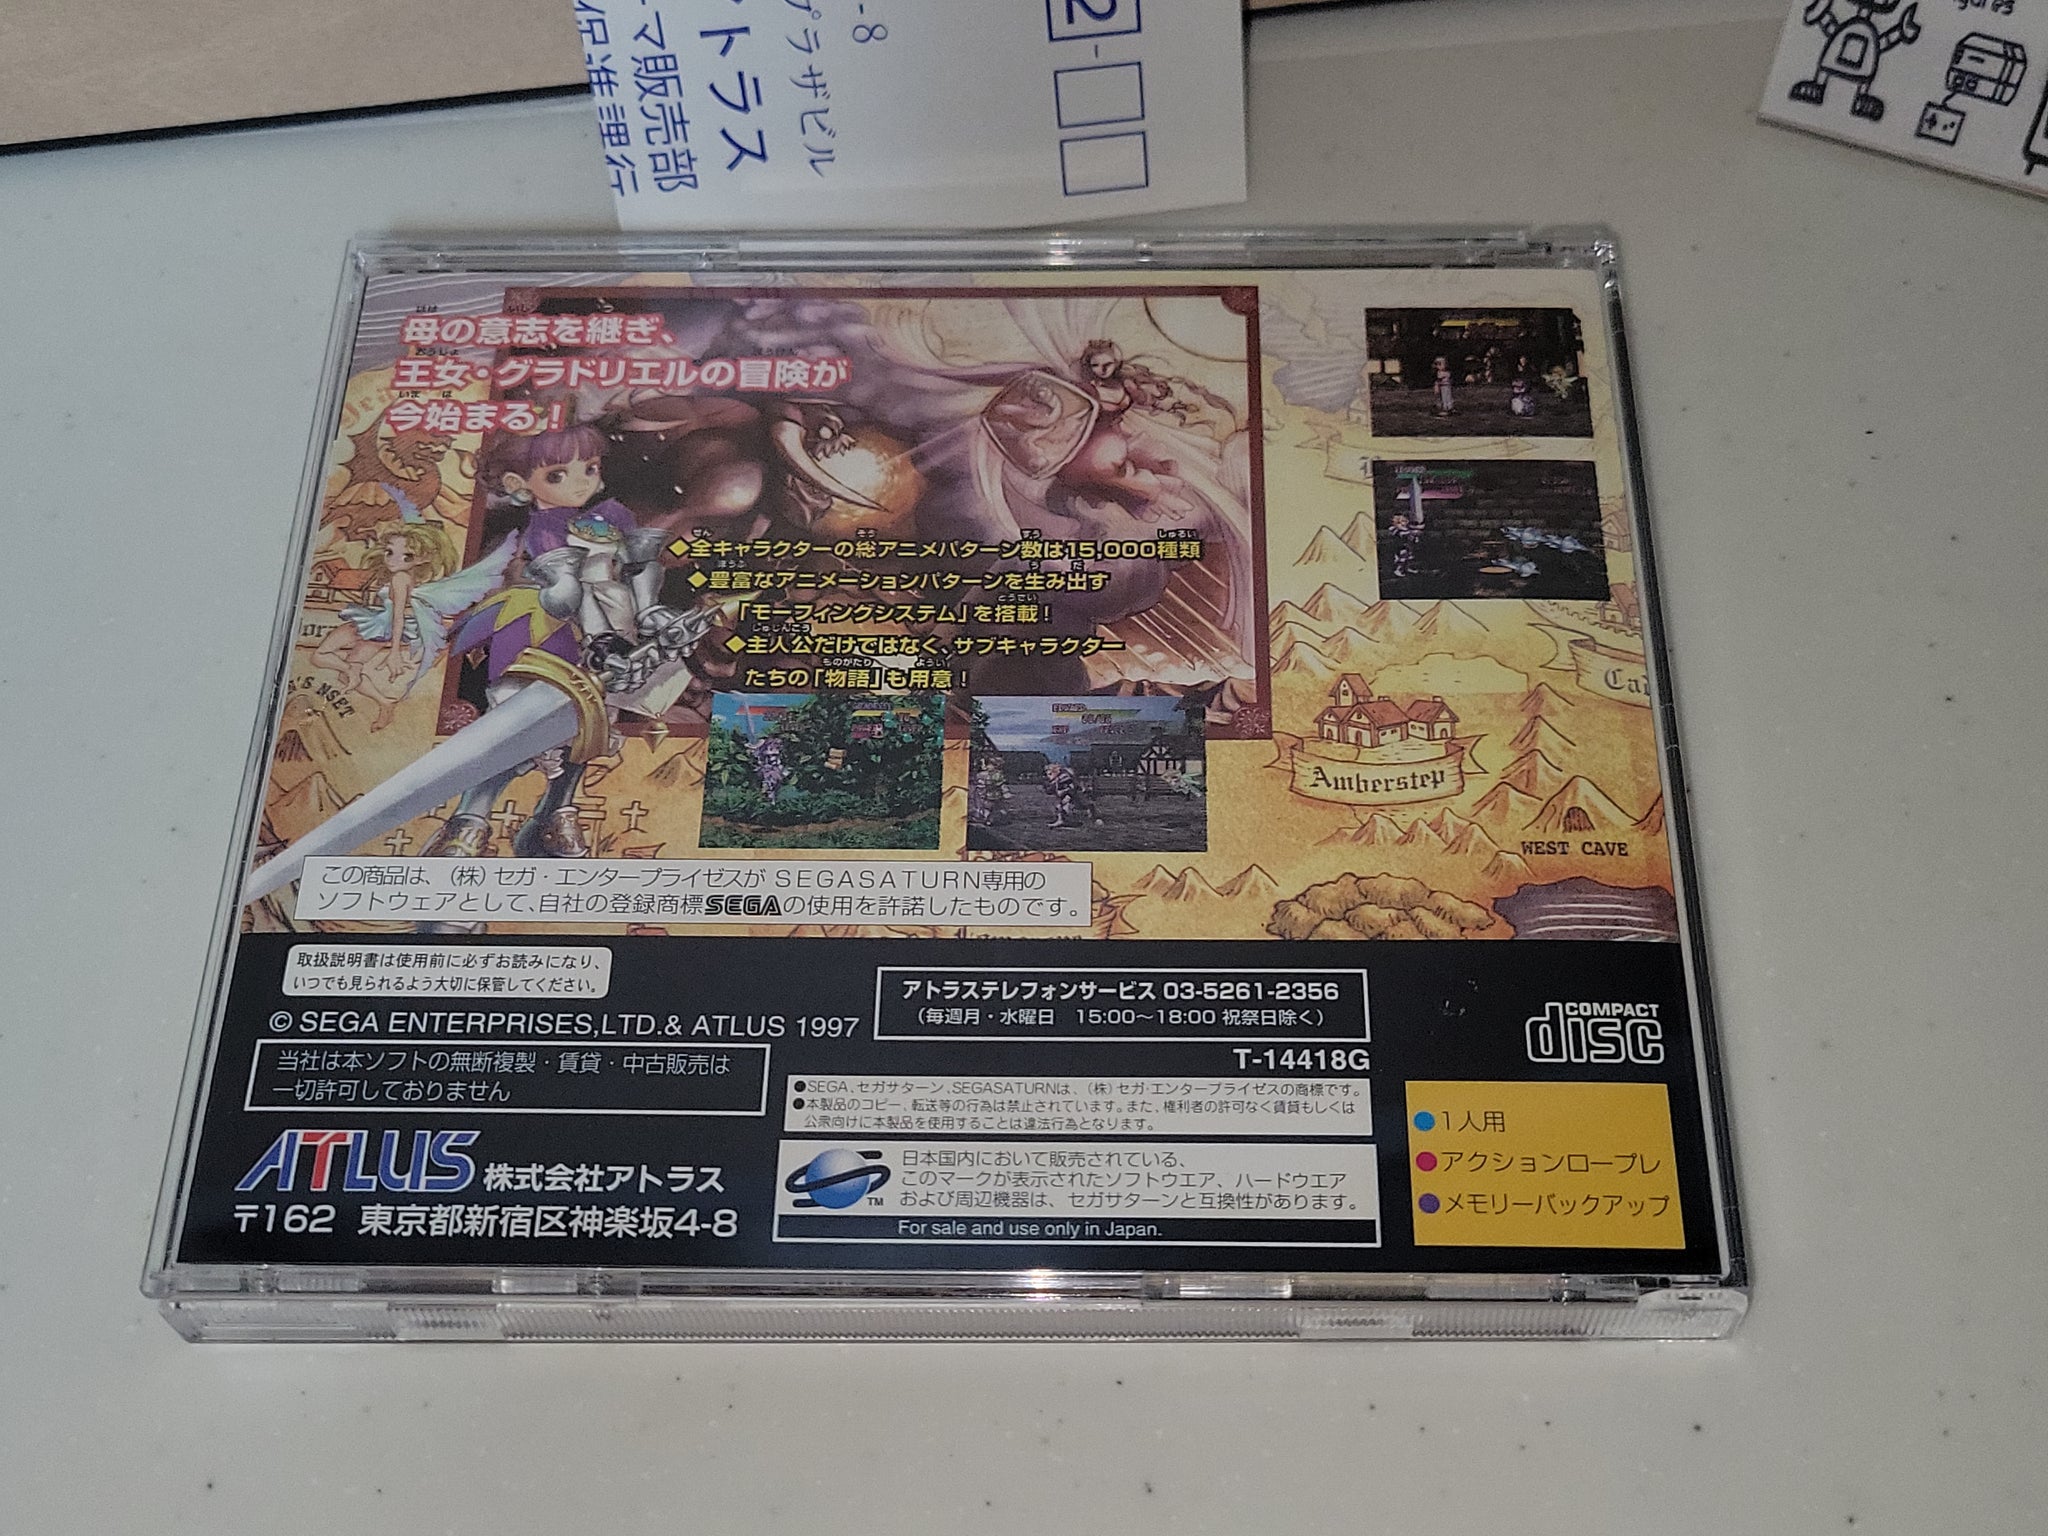 2-
-8
プラザビル
トラス
マ販売部
課行
母の意志を継ぎ、
王女・グラドリエルの冒険が
今始まる！
◆全キャラクターの総アニメパターン数は15,000種類
◆豊富なアニメーションパターンを生み出す
「モーフィングシステム」を搭載！
◆主人公だけではなく、サブキャラクター
たちの「物語」も用意！
Amberstep
WEST CAVE
この商品は、（株）セガ・エンタープライゼスがSEGASATURN専用の
ソフトウェアとして、自社の登録商標SEGAの使用を許諾したものです。
取扱説明書は使用前に必ずお読みになり、
いつでも見られるよう大切に保管してください。
© SEGA ENTERPRISES,LTD.& ATLUS 1997
アトラステレフォンサービス 03-5261-2356
（毎週月・水曜日 15:00〜18:00 祝祭日除く）
T-14418G
COMPACT
disc
当社は本ソフトの無断複製・賃貸・中古販売は
一切許可しておりません
●SEGA、セガサターン、SEGASATURNは、（株）セガ・エンタープライゼスの商標です。
●本製品のコピー、転送等の行為は禁止されています。また、権利者の許可なく賃貸もしくは
公衆向けに本製品を使用することは違法行為となります。
ATLUS 株式会社アトラス
〒162 東京都新宿区神楽坂4-8
日本国内において販売されている、
このマークが表示されたソフトウエア、ハードウエア
および周辺機器は、セガサターンと互換性があります。
TM
For sale and use only in Japan.
●1人用
●アクションロープレ
●メモリーバックアップ